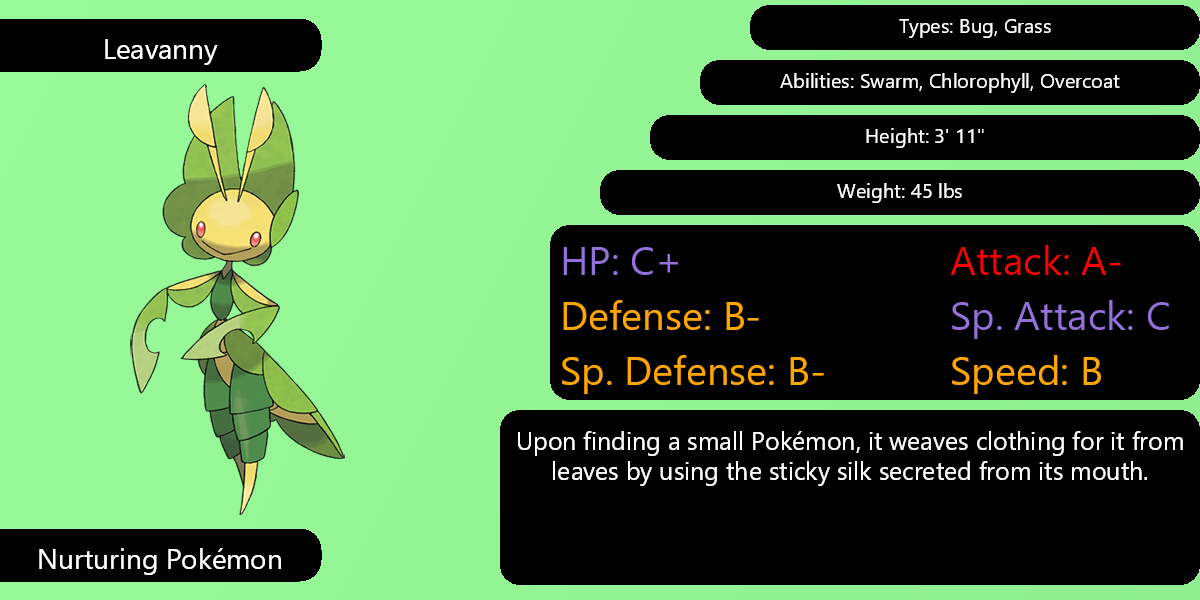 Leavanny
Nurturing Pokémon
Types: Bug, Grass
Abilities: Swarm, Chlorophyll, Overcoat
Height: 3' 11"
Weight: 45 lbs
HP: C+ Attack: A-
Defense: B- Sp. Attack: C
Sp. Defense: B- Speed: B
Upon finding a small Pokémon, it weaves clothing for it from
leaves by using the sticky silk secreted from its mouth.